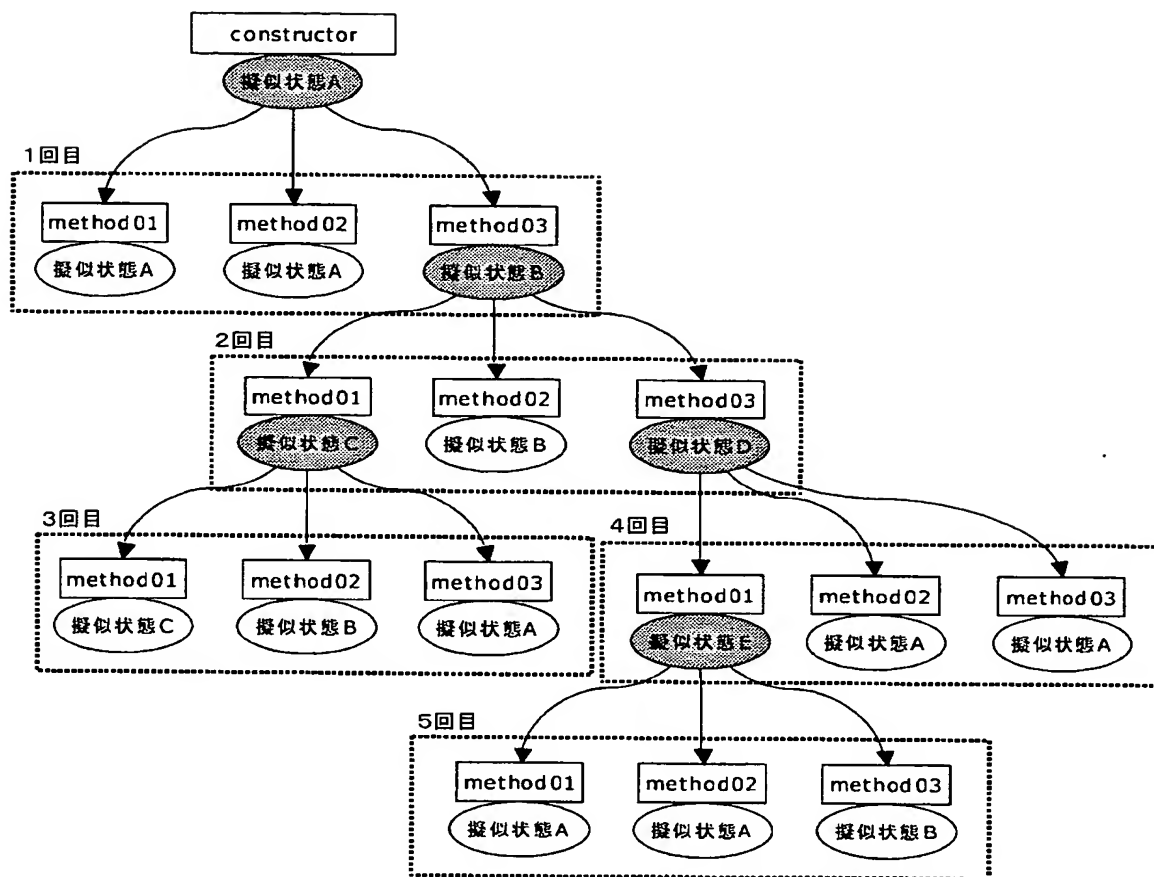 constructor
擬似状態A
1回目
method01 method02 method03
擬似状態A 擬似状態A 擬似状態B
2回目
method01 method02 method03
擬似状態C 擬似状態B 擬似状態D
3回目
method01 method02 method03
擬似状態C 擬似状態B 擬似状態A
4回目
method01 method02 method03
擬似状態E 擬似状態A 擬似状態A
5回目
method01 method02 method03
擬似状態A 擬似状態A 擬似状態B